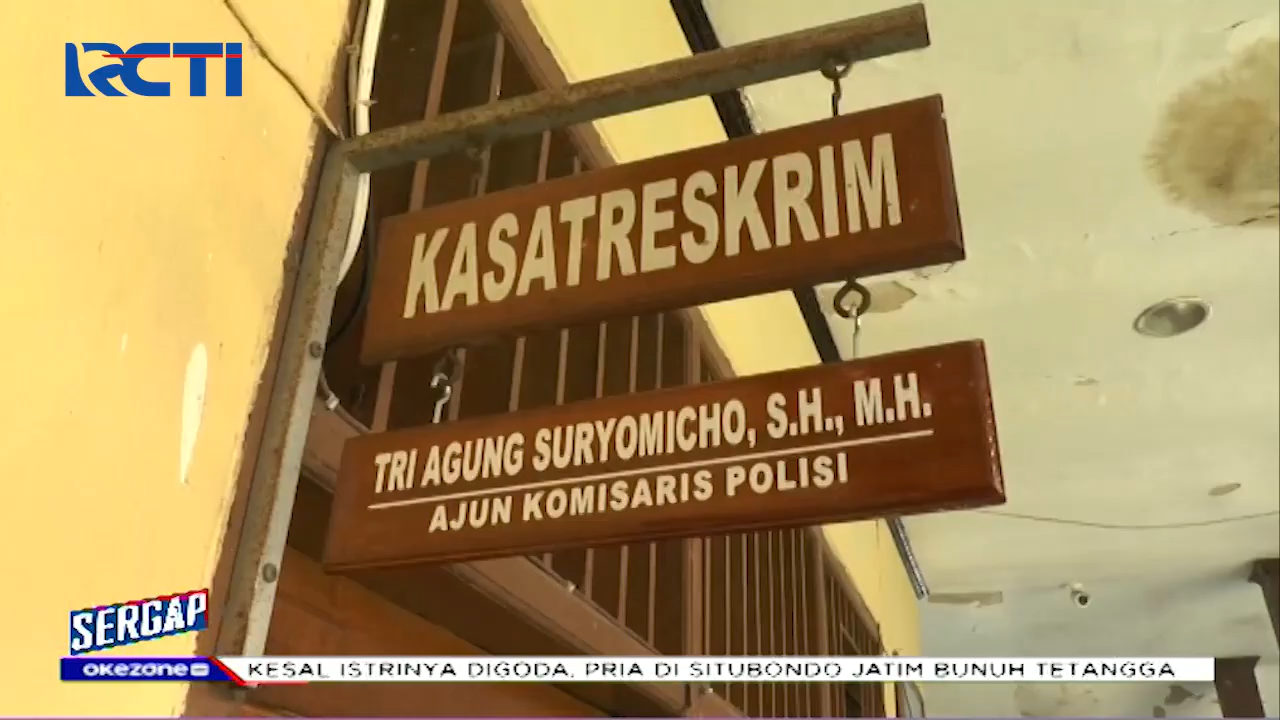 RCTI
KASATRESKRIM
TRI AGUNG SURYOMICHO, S.H., M.H.
AJUN KOMISARIS POLISI
SERGAP
OKEZONE
KESAL ISTRINYA DIGODA, PRIA DI SITUBONDO JATIM BUNUH TETANGGA